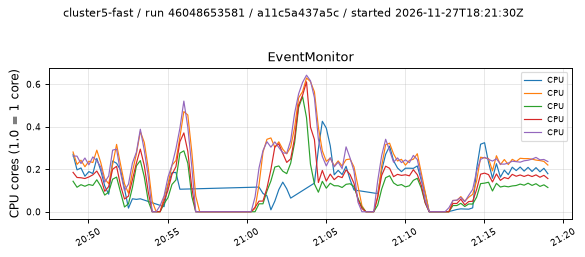 cluster5-fast / run 46048653581 / a11c5a437a5c / started 2026-11-27T18:21:30Z
EventMonitor
CPU cores (1.0 = 1 core)
0.6
0.4
0.2
0.0
CPU
CPU
CPU
CPU
CPU
20:50
20:55
21:00
21:05
21:10
21:15
21:20